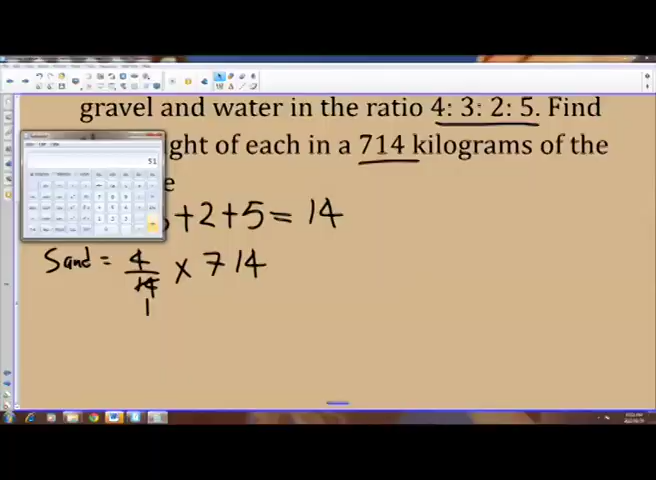 gravel and water in the ratio 4: 3: 2: 5. Find
ght of each in a 714 kilograms of the
e
51
+2+5= 14
Sand = 4/14 x 714
1